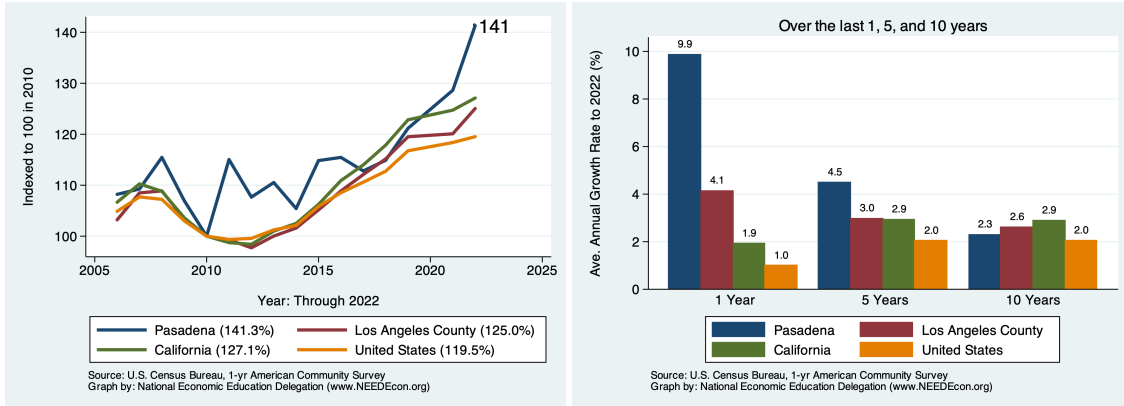 141
140
130
120
110
100
Indexed to 100 in 2010
2005
2010
2015
2020
2025
Year: Through 2022
Pasadena (141.3%)
Los Angeles County (125.0%)
California (127.1%)
United States (119.5%)
Source: U.S. Census Bureau, 1-yr American Community Survey
Graph by: National Economic Education Delegation (www.NEEDEcon.org)
Over the last 1, 5, and 10 years
Ave. Annual Growth Rate to 2022 (%)
10
8
6
4
2
0
9.9
4.1
1.9
1.0
4.5
3.0
2.9
2.0
2.3
2.6
2.9
2.0
1 Year
5 Years
10 Years
Pasadena
Los Angeles County
California
United States
Source: U.S. Census Bureau, 1-yr American Community Survey
Graph by: National Economic Education Delegation (www.NEEDEcon.org)